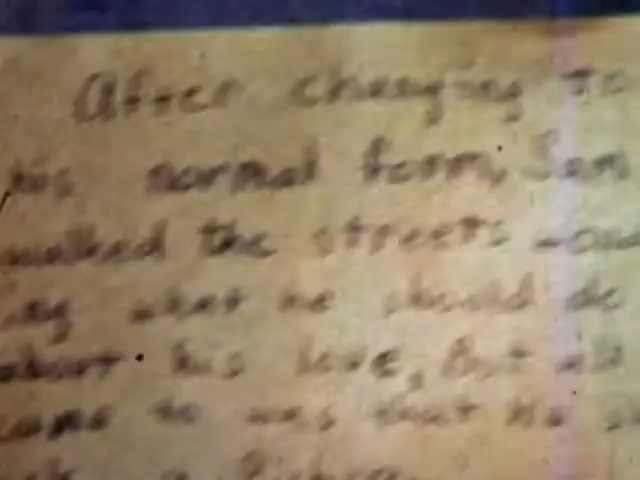 After changing to
his normal form, Sam
walked the streets
ing what he should do
about his love, But all
came to was that he
a